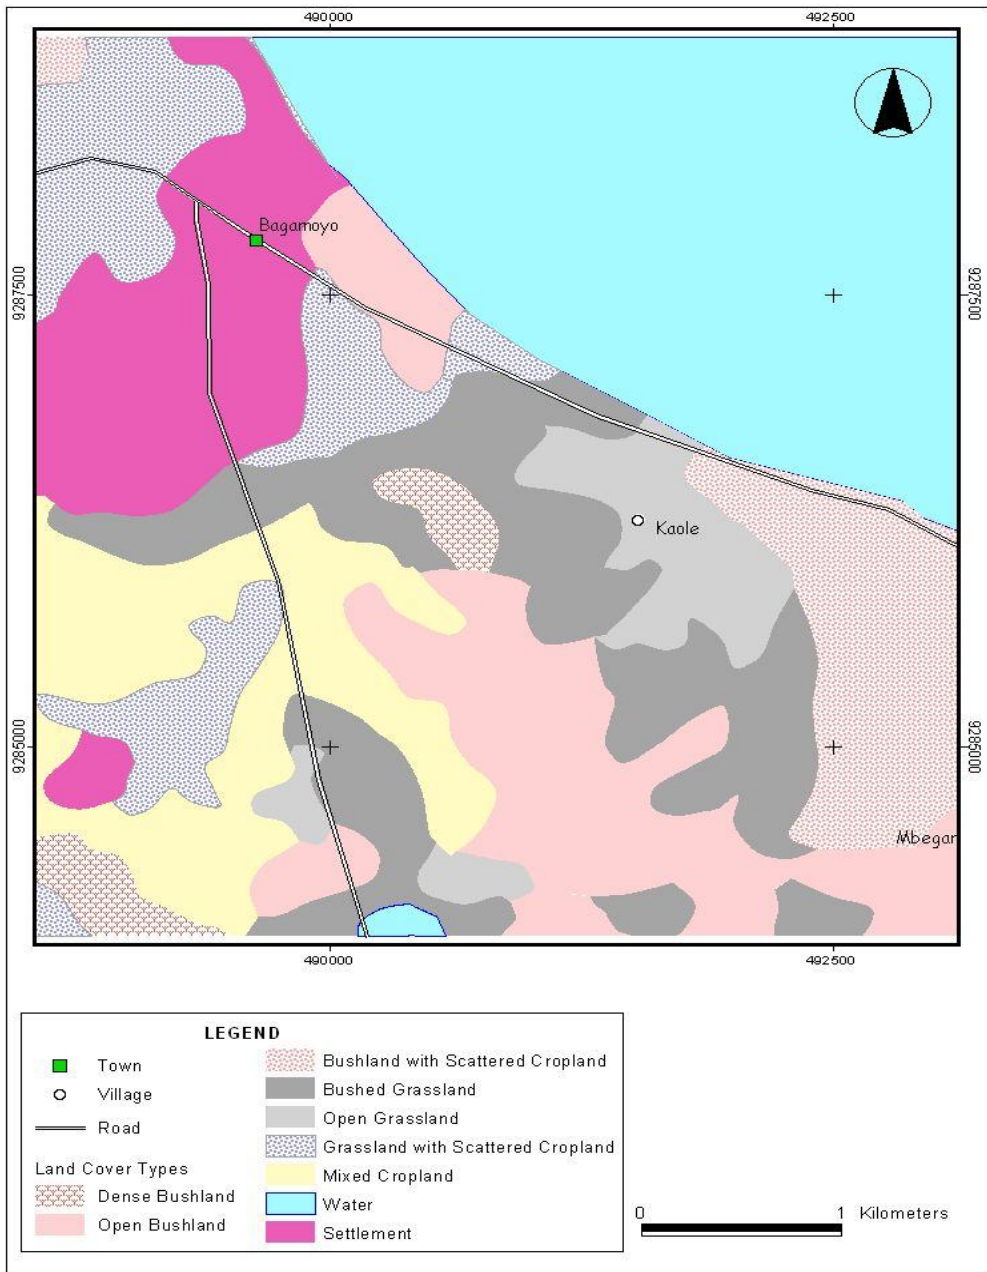 490000 492500
Bagamoyo
9287500 9287500
Kaole
9285000 9285000
Mbegar
490000 492500
LEGEND
Town
Village
Road
Land Cover Types
Dense Bushland
Open Bushland
Bushland with Scattered Cropland
Bushed Grassland
Open Grassland
Grassland with Scattered Cropland
Mixed Cropland
Water
Settlement
0 1 Kilometers